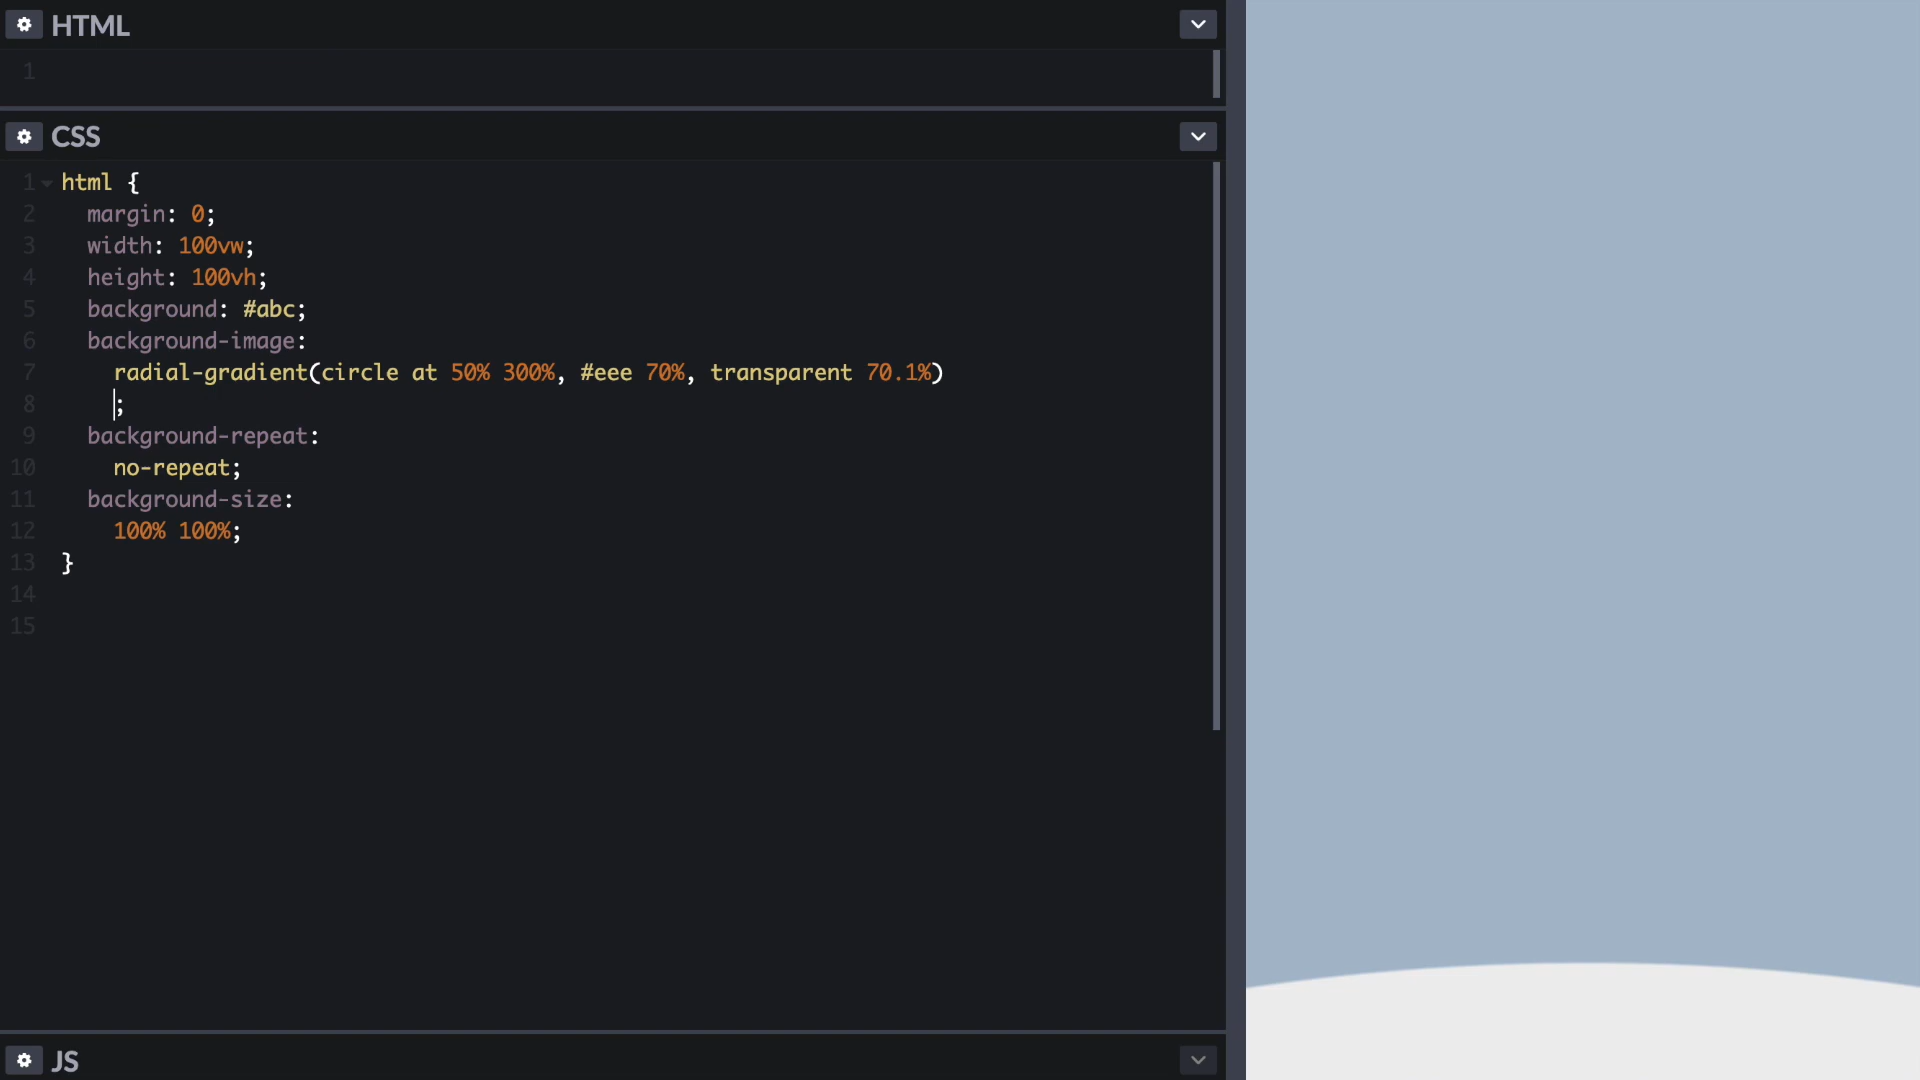 HTML
1
CSS
1 html {
2 margin: 0;
3 width: 100vw;
4 height: 100vh;
5 background: #abc;
6 background-image:
7 radial-gradient(circle at 50% 300%, #eee 70%, transparent 70.1%)
8 ;
9 background-repeat:
10 no-repeat;
11 background-size:
12 100% 100%;
13 }
14
15
JS